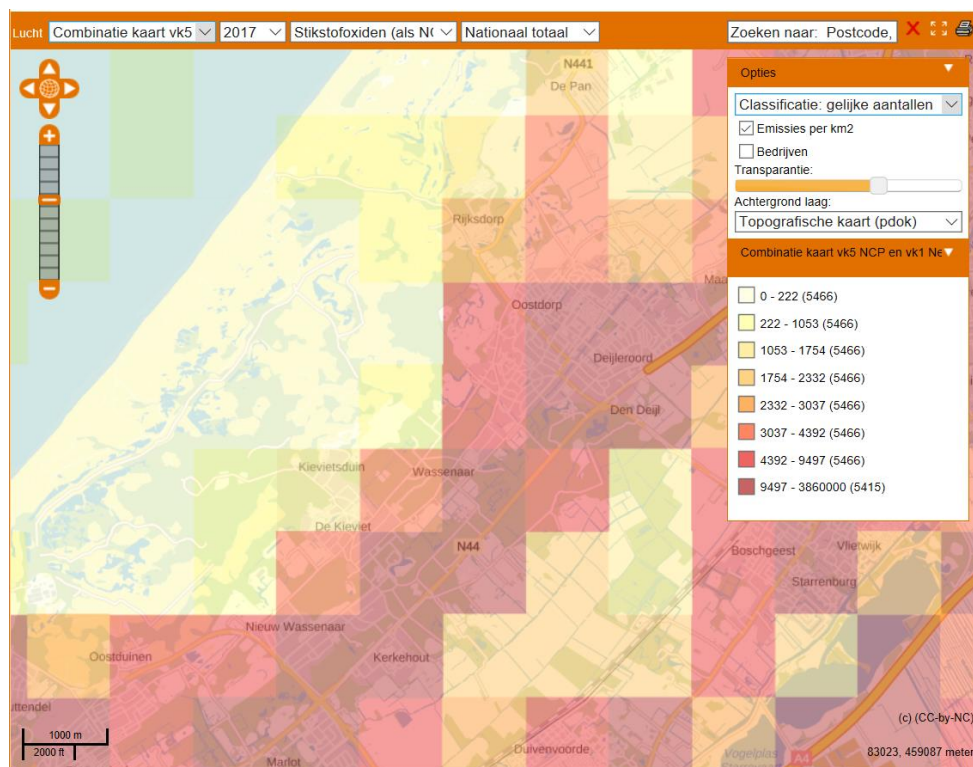 Lucht Combinatie kaart vk5 2017 Stikstofoxiden (als N Nationaal totaal Zoeken naar: Postcode,
N441
De Pan
Opties
Classificatie: gelijke aantallen
Emissies per km2
Bedrijven
Transparantie:
Achtergrond laag:
Topografische kaart (pdok)
Combinatie kaart vk5 NCP en vk1 Ne
0 - 222 (5466)
222 - 1053 (5466)
1053 - 1754 (5466)
1754 - 2332 (5466)
2332 - 3037 (5466)
3037 - 4392 (5466)
4392 - 9497 (5466)
9497 - 3860000 (5415)
Rijksdorp
Maa
Oostdorp
Deijleroord
Den Deijl
Kievietsduin
Wassenaar
De Kieviet
N44
Boschgeest
Vlietwijk
Starrenburg
Nieuw Wassenaar
Oostduinen
Kerkehout
uttendel
(c) (CC-by-NC)
1000 m
2000 ft
Marlot
Duivenvoorde
Vogelplas
A4
83023, 459087 meter